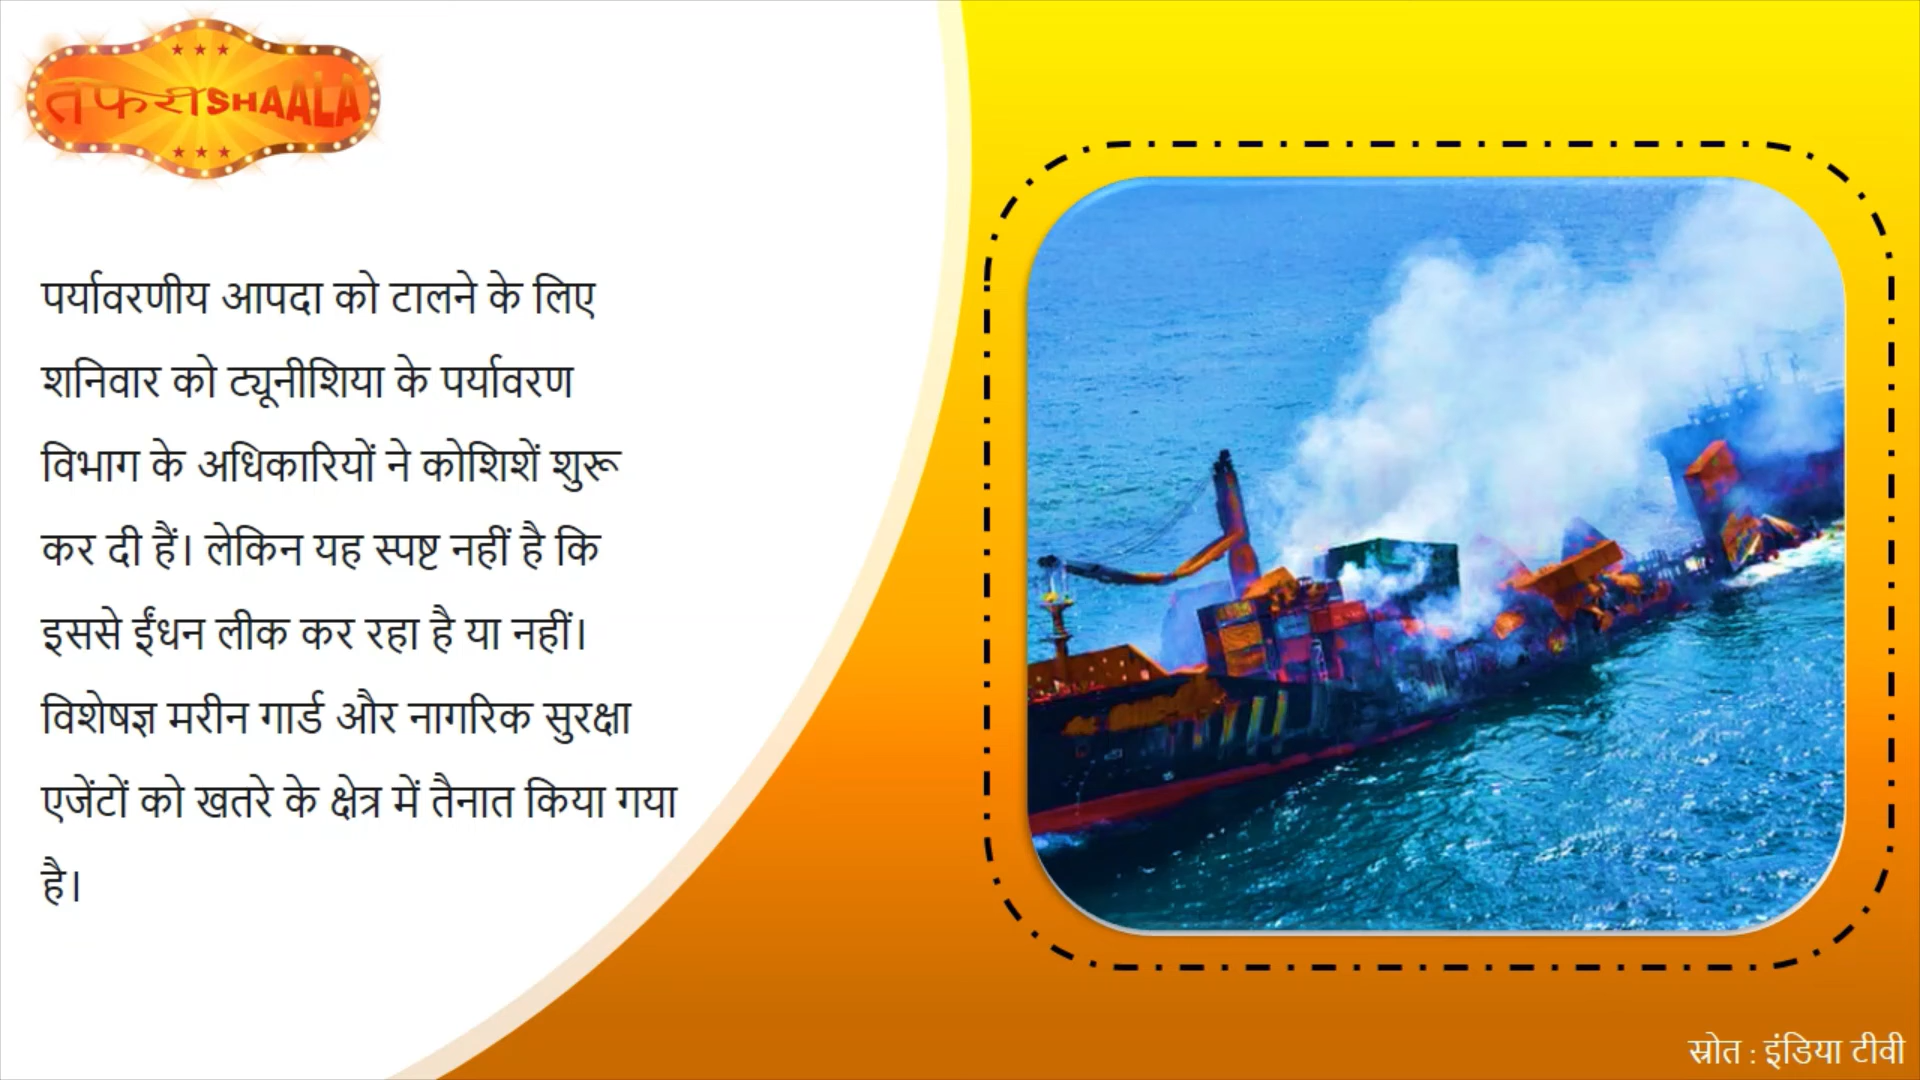 तफरीSHAALA
पर्यावरणीय आपदा को टालने के लिए
शनिवार को ट्यूनीशिया के पर्यावरण
विभाग के अधिकारियों ने कोशिशें शुरू
कर दी हैं। लेकिन यह स्पष्ट नहीं है कि
इससे ईंधन लीक कर रहा है या नहीं।
विशेषज्ञ मरीन गार्ड और नागरिक सुरक्षा
एजेंटों को खतरे के क्षेत्र में तैनात किया गया
है।
स्रोत : इंडिया टीवी